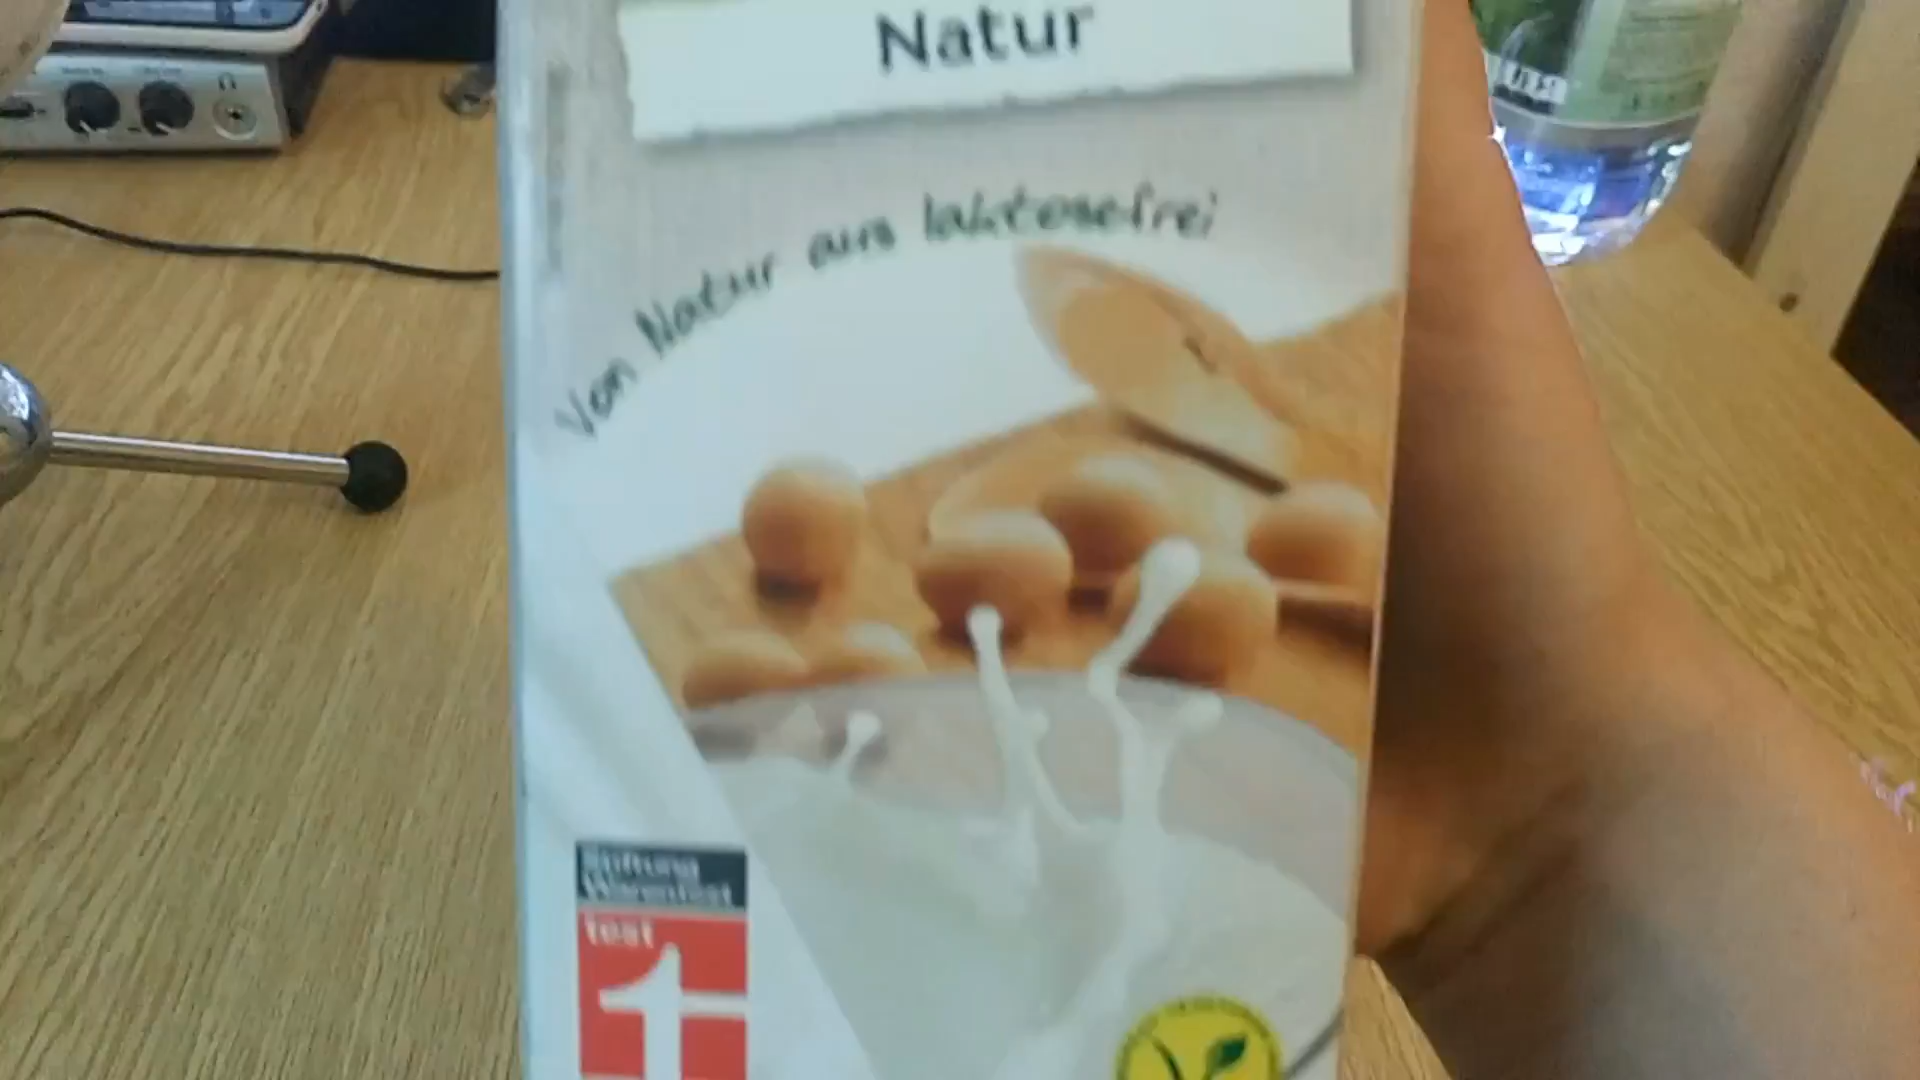 Natur
Von Natur aus laktosefrei
Stiftung
Warentest
test